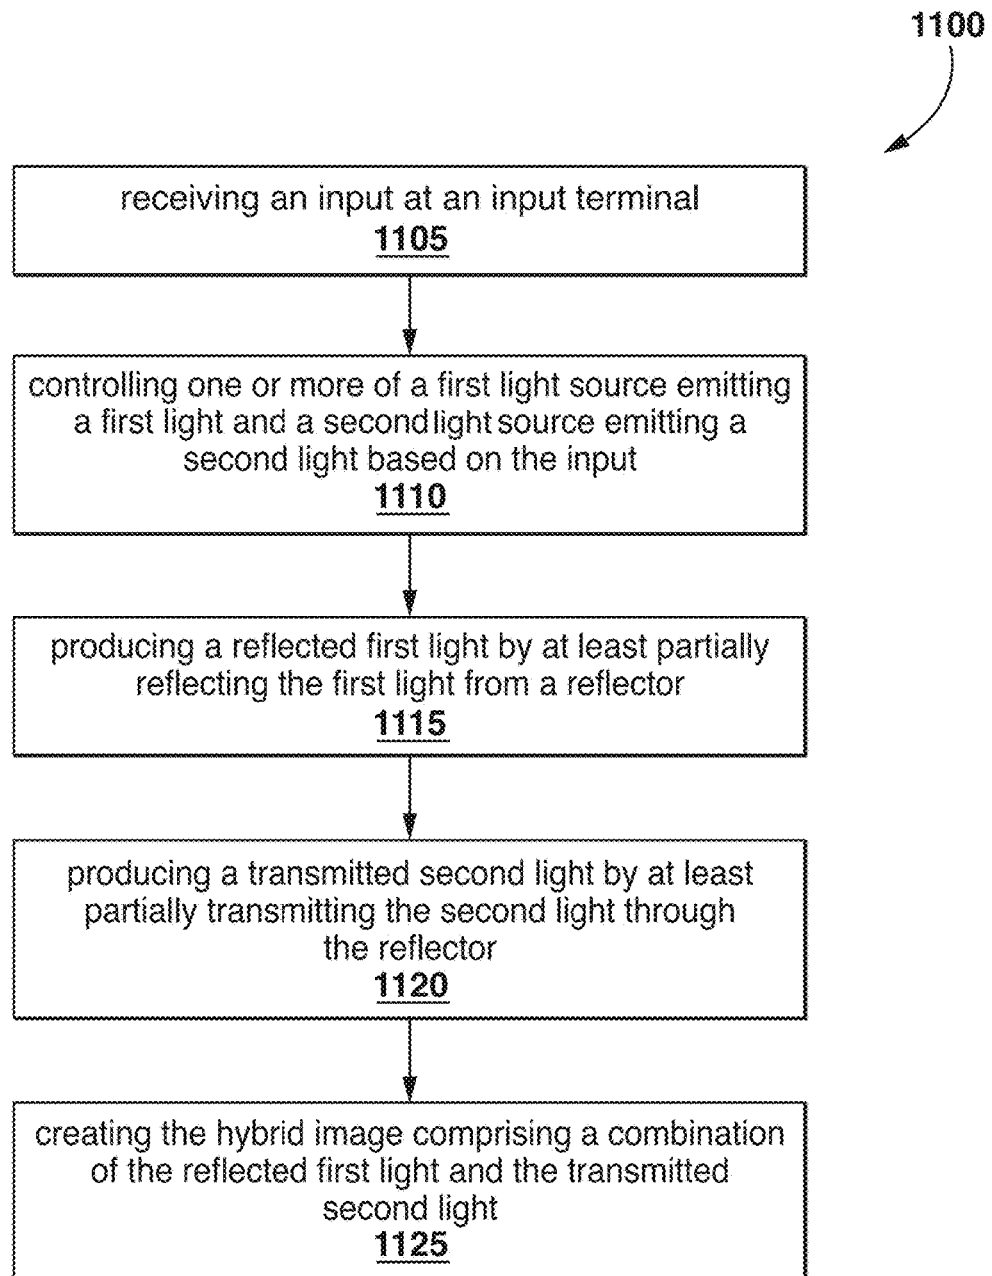 1100
receiving an input at an input terminal
1105
controlling one or more of a first light source emitting
a first light and a second light source emitting a
second light based on the input
1110
producing a reflected first light by at least partially
reflecting the first light from a reflector
1115
producing a transmitted second light by at least
partially transmitting the second light through
the reflector
1120
creating the hybrid image comprising a combination
of the reflected first light and the transmitted
second light
1125